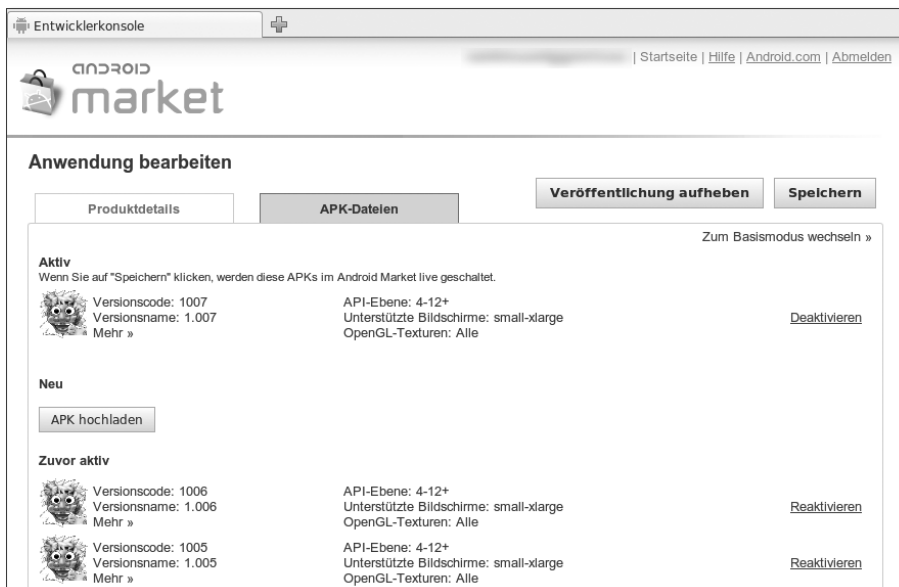 Entwicklerkonsole
| Startseite | Hilfe | Android.com | Abmelden
android
market
Anwendung bearbeiten
Veröffentlichung aufheben Speichern
Produktdetails APK-Dateien
Zum Basismodus wechseln »
Aktiv
Wenn Sie auf "Speichern" klicken, werden diese APKs im Android Market live geschaltet.
Versionscode: 1007 API-Ebene: 4-12+
Versionsname: 1.007 Unterstützte Bildschirme: small-xlarge Deaktivieren
Mehr » OpenGL-Texturen: Alle
Neu
APK hochladen
Zuvor aktiv
Versionscode: 1006 API-Ebene: 4-12+
Versionsname: 1.006 Unterstützte Bildschirme: small-xlarge Reaktivieren
Mehr » OpenGL-Texturen: Alle
Versionscode: 1005 API-Ebene: 4-12+
Versionsname: 1.005 Unterstützte Bildschirme: small-xlarge Reaktivieren
Mehr » OpenGL-Texturen: Alle